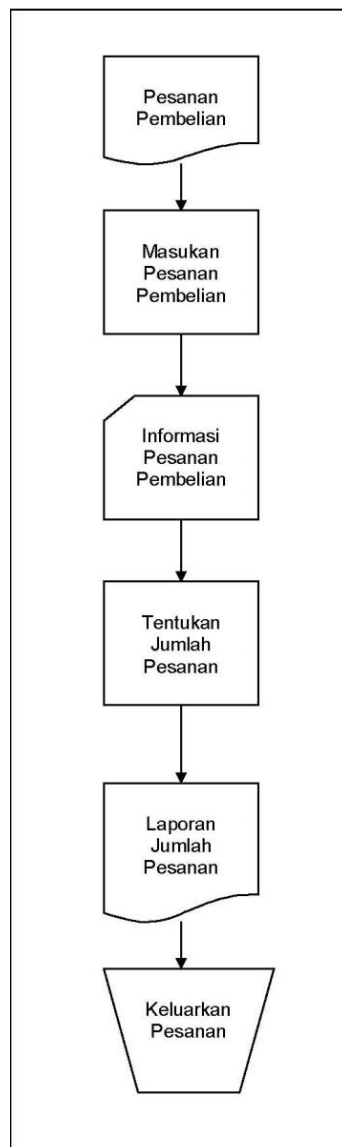 Pesanan
Pembelian
Masukan
Pesanan
Pembelian
Informasi
Pesanan
Pembelian
Tentukan
Jumlah
Pesanan
Laporan
Jumlah
Pesanan
Keluarkan
Pesanan